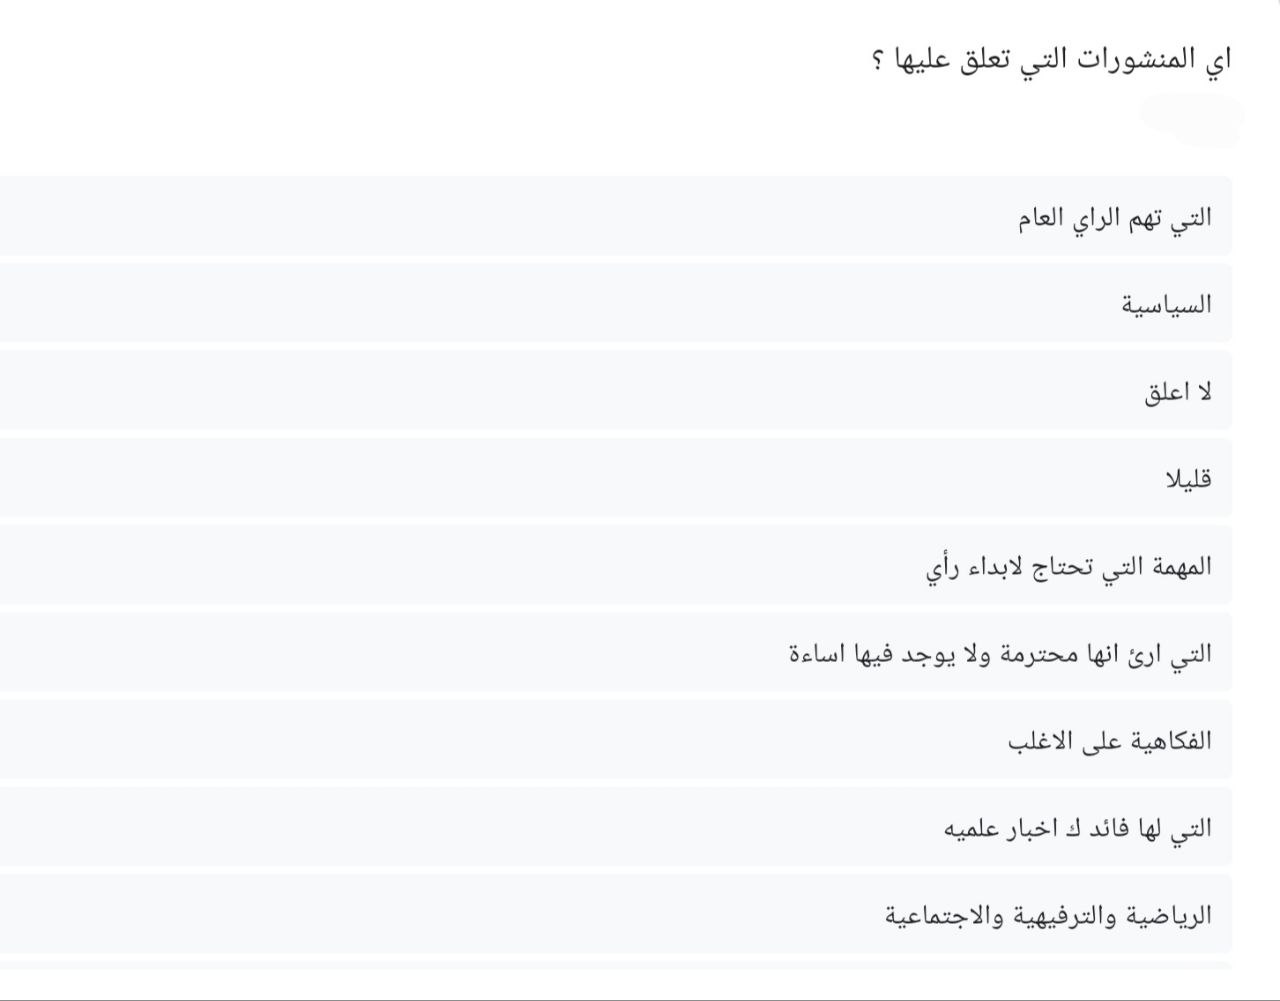 اي المنشورات التي تعلق عليها ؟
التي تهم الراي العام
السياسية
لا اعلق
قليلا
المهمة التي تحتاج لابداء رأي
التي ارئ انها محترمة ولا يوجد فيها اساءة
الفكاهية على الاغلب
التي لها فائد ك اخبار علميه
الرياضية والترفيهية والاجتماعية